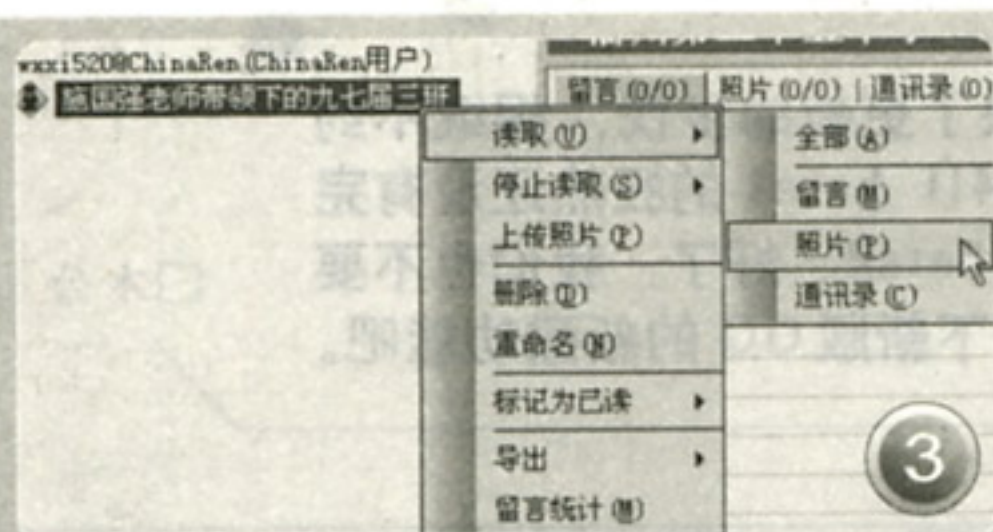 wxxi520@ChinaRen(ChinaRen用户)
施国强老师带领下的九七届三班
留言(0/0) | 照片(0/0) | 通讯录(0)
读取(V)
停止读取(S)
上传照片(P)
删除(D)
重命名(N)
标记为已读
导出
留言统计(M)
全部(A)
留言(M)
照片(P)
通讯录(C)
3